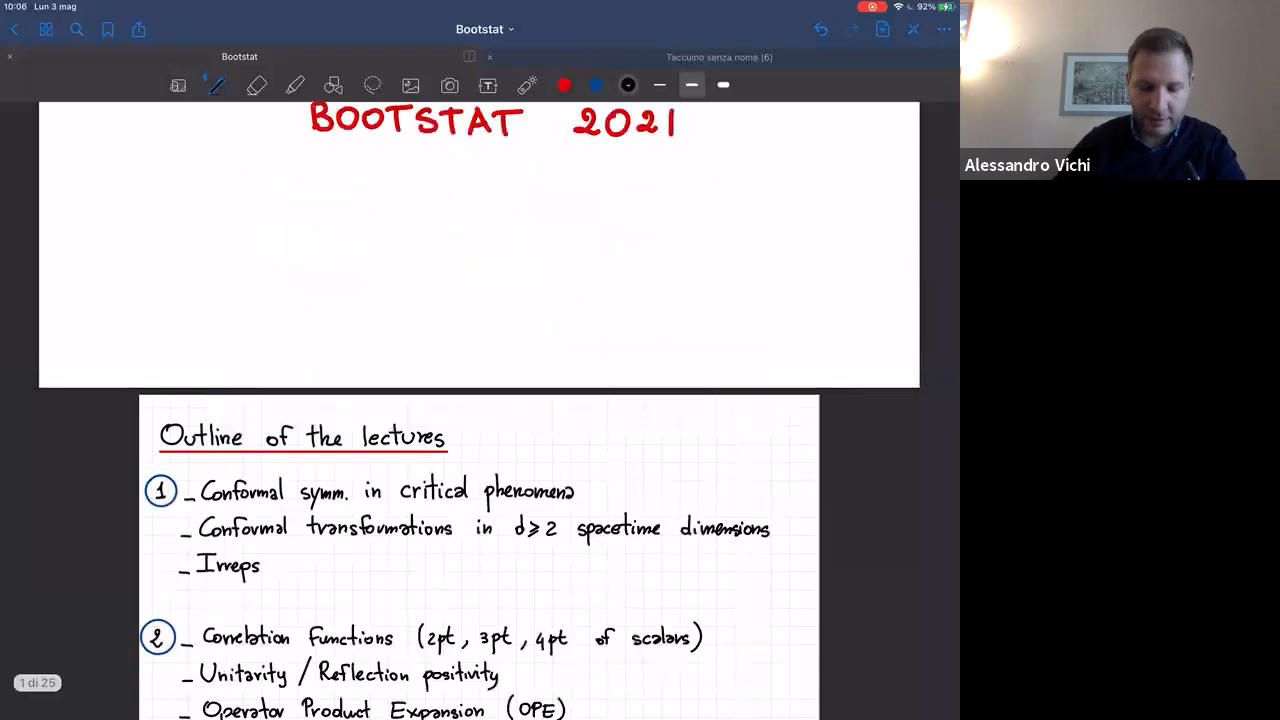 10:06 Lun 3 mag
92%
Bootstat
Bootstat
Taccuino senza nome (6)
BOOTSTAT 2021
Alessandro Vichi
Outline of the lectures
1 - Conformal symm. in critical phenomena
- Conformal transformations in d ≥ 2 spacetime dimensions
- Irreps
2 - Correlation Functions (2pt, 3pt, 4pt of scalars)
- Unitarity / Reflection positivity
1 di 25
- Operator Product Expansion (OPE)